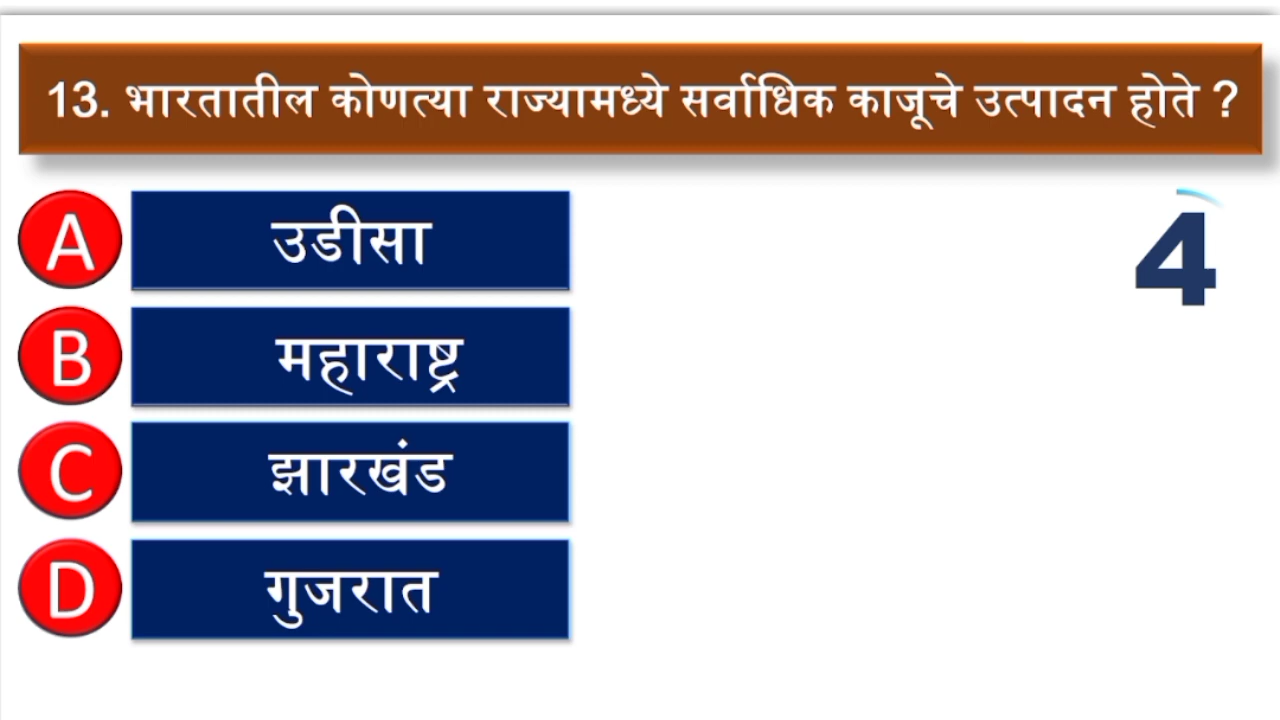 13. भारतातील कोणत्या राज्यामध्ये सर्वाधिक काजूचे उत्पादन होते ?
A उडीसा
4
B महाराष्ट्र
C झारखंड
D गुजरात